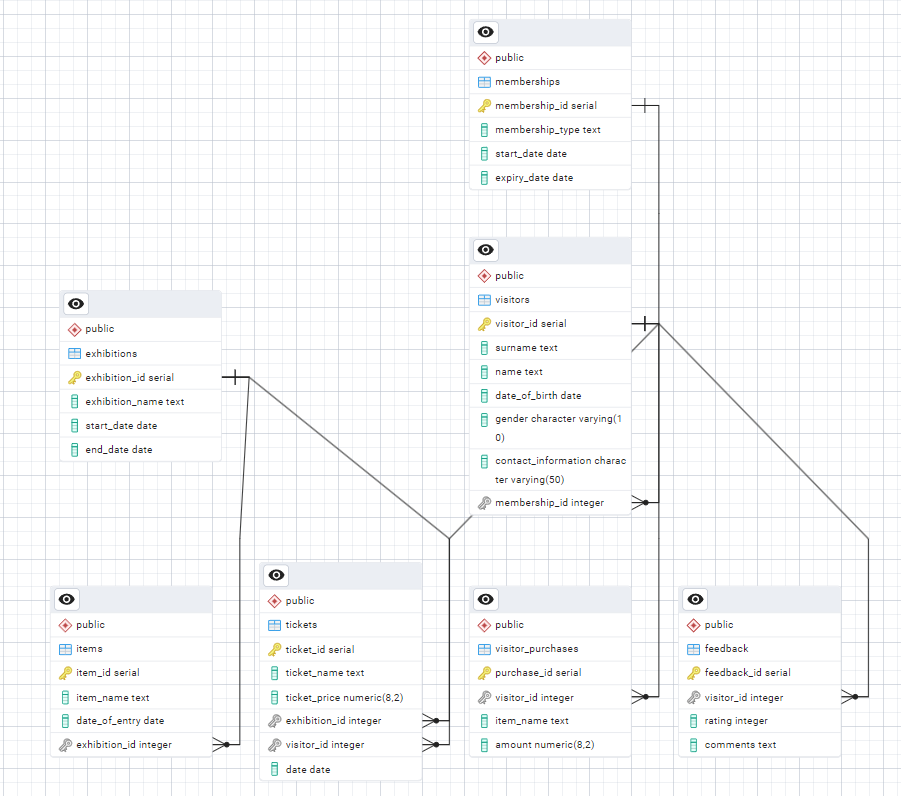 public
memberships
membership_id serial
membership_type text
start_date date
expiry_date date
public
visitors
visitor_id serial
surname text
name text
date_of_birth date
gender character varying(1
0)
contact_information charac
ter varying(50)
membership_id integer
public
exhibitions
exhibition_id serial
exhibition_name text
start_date date
end_date date
public
items
item_id serial
item_name text
date_of_entry date
exhibition_id integer
public
tickets
ticket_id serial
ticket_name text
ticket_price numeric(8,2)
exhibition_id integer
visitor_id integer
date date
public
visitor_purchases
purchase_id serial
visitor_id integer
item_name text
amount numeric(8,2)
public
feedback
feedback_id serial
visitor_id integer
rating integer
comments text